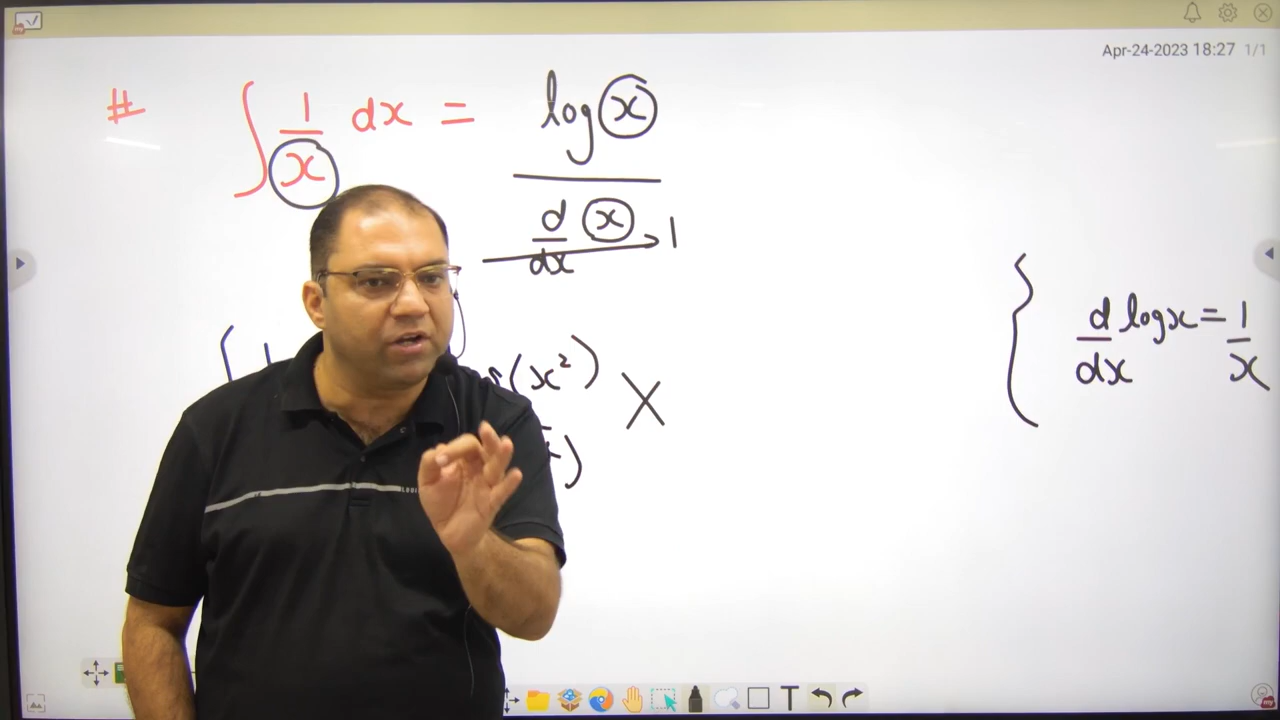 Apr-24-2023 18:27 1/1
# ∫ 1/x dx = log x / (d/dx x) → 1
d/dx log x = 1/x
(x²) X
)
T